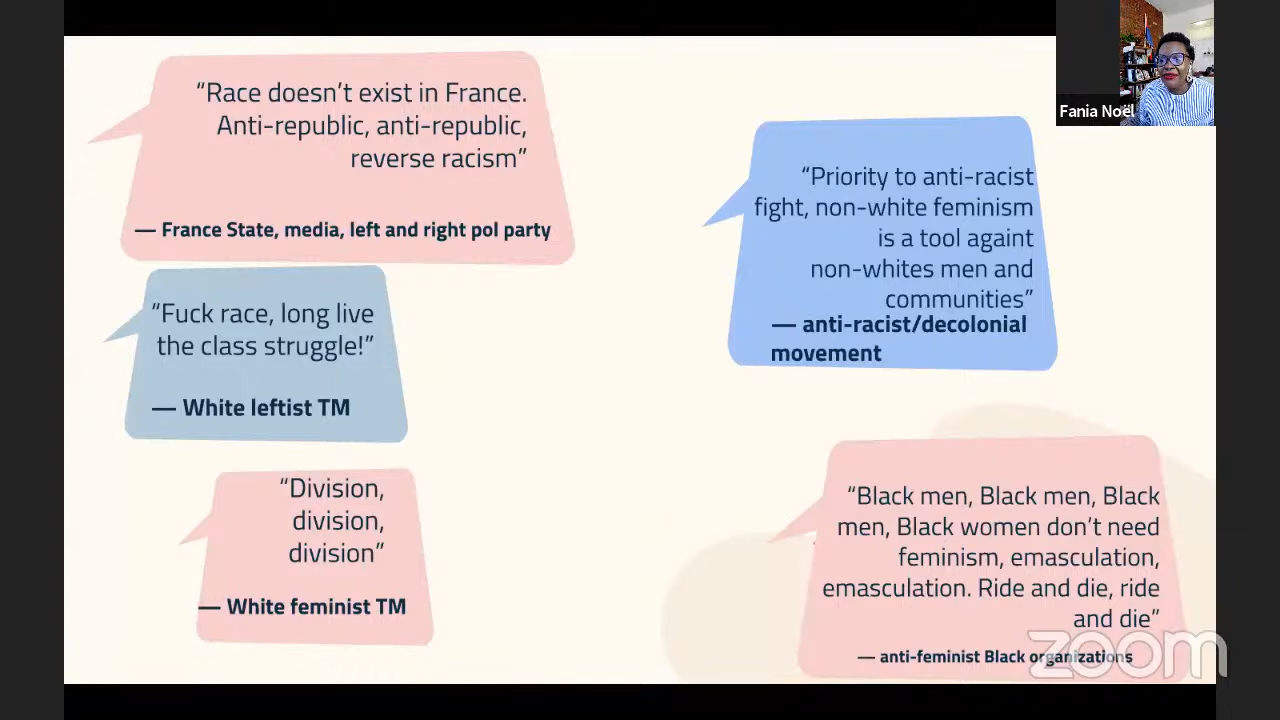 “Race doesn’t exist in France.
Anti-republic, anti-republic,
reverse racism”
— France State, media, left and right pol party
“Fuck race, long live
the class struggle!”
— White leftist TM
“Division,
division,
division”
— White feminist TM
Fania Noël
“Priority to anti-racist
fight, non-white feminism
is a tool againt
non-whites men and
communities”
— anti-racist/decolonial
movement
“Black men, Black men, Black
men, Black women don’t need
feminism, emasculation,
emasculation. Ride and die, ride
and die”
— anti-feminist Black organizations
zoom